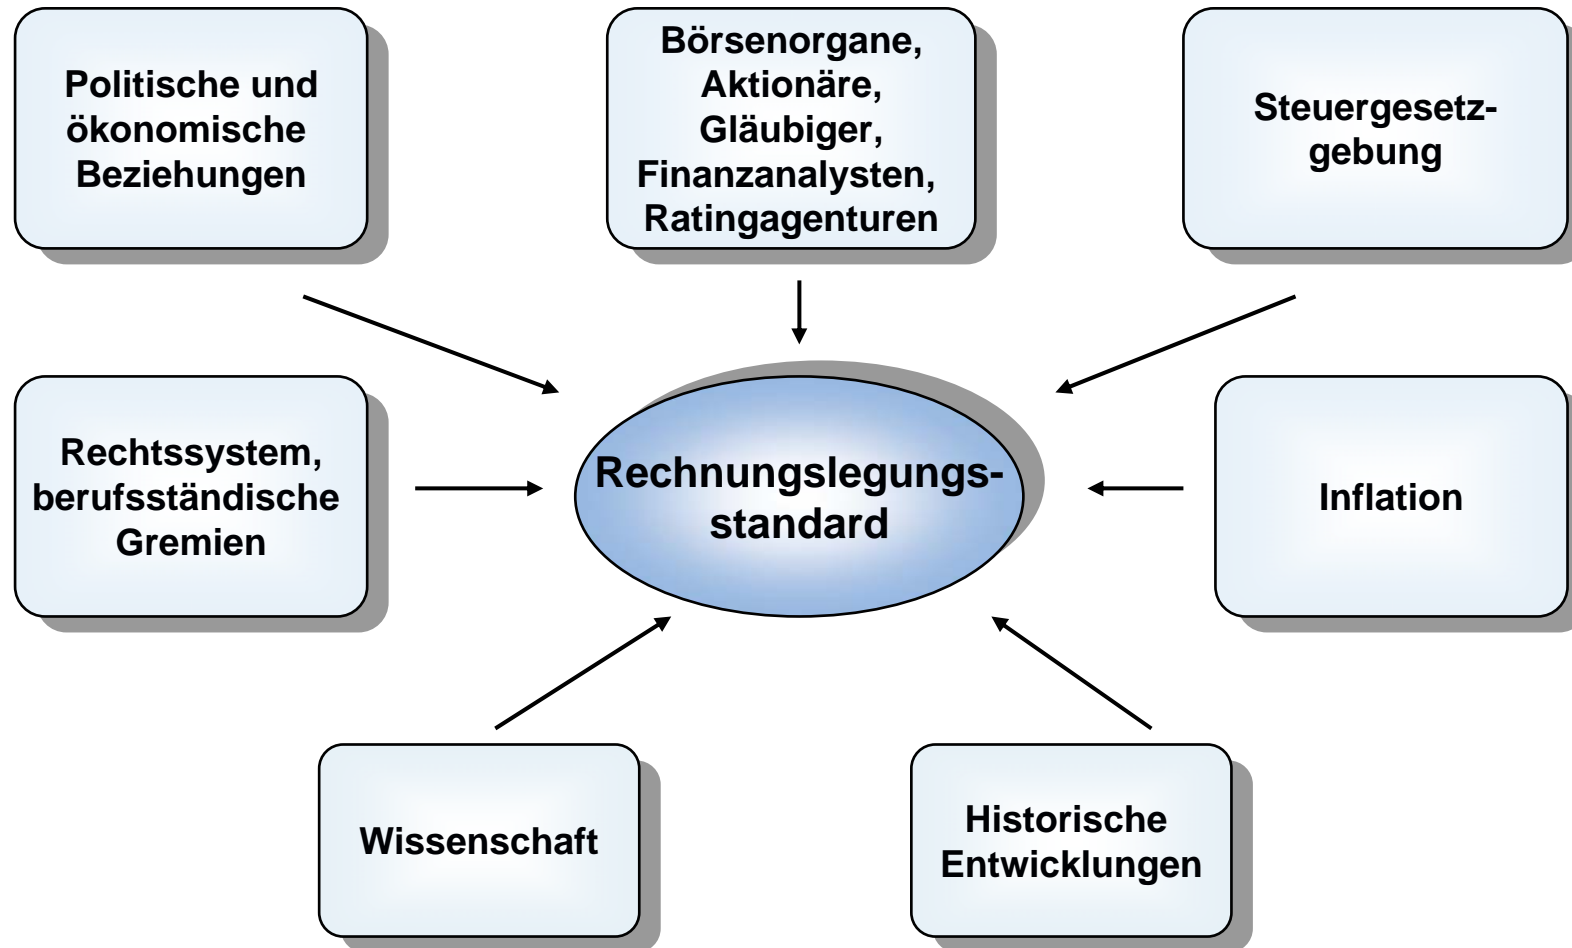 Politische und
ökonomische
Beziehungen
Börsenorgane,
Aktionäre,
Gläubiger,
Finanzanalysten,
Ratingagenturen
Steuergesetz-
gebung
Rechtssystem,
berufsständische
Gremien
Rechnungslegungs-
standard
Inflation
Wissenschaft
Historische
Entwicklungen